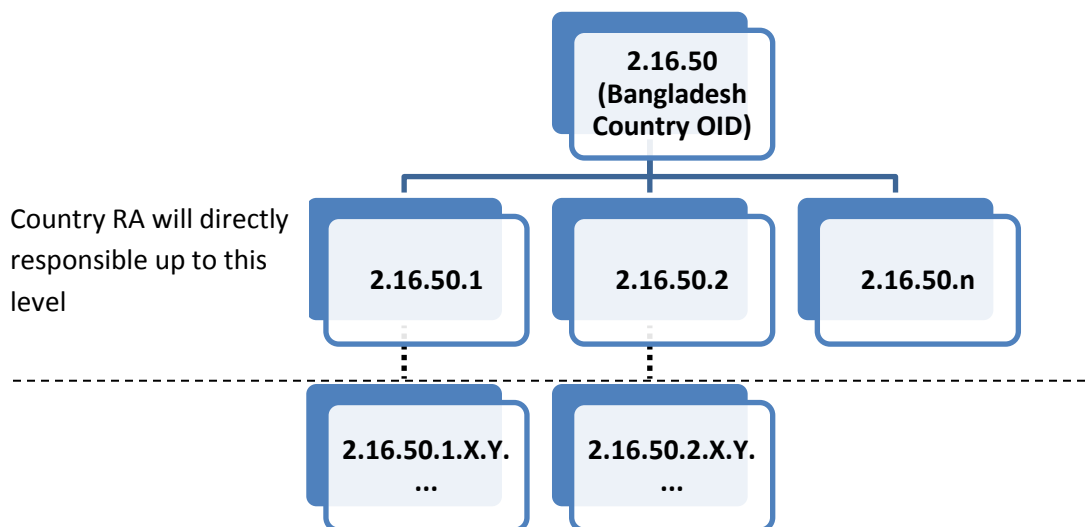 2.16.50
(Bangladesh
Country OID)
Country RA will directly
responsible up to this
level
2.16.50.1
2.16.50.2
2.16.50.n
2.16.50.1.X.Y.
...
2.16.50.2.X.Y.
...